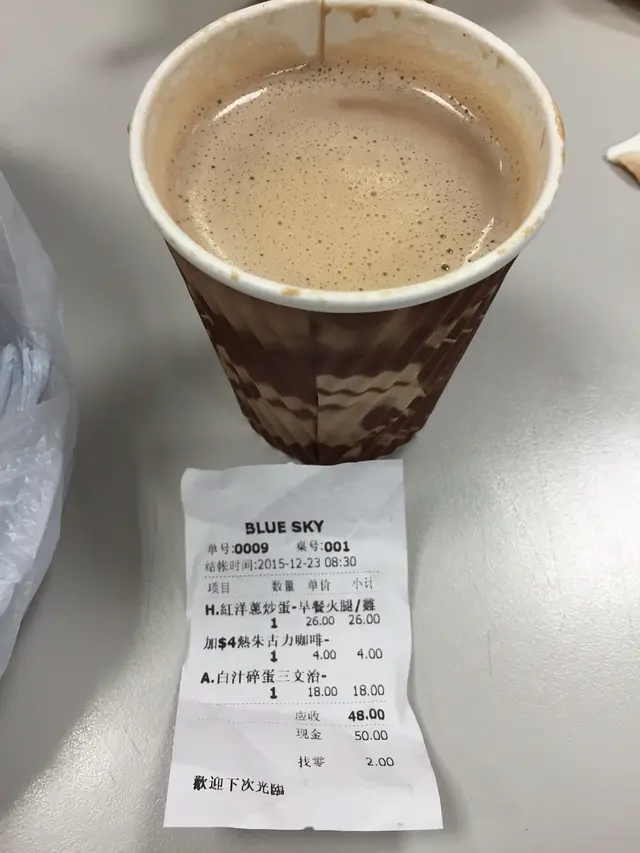 BLUE SKY
单号:0009 桌号:001
结帐时间:2015-12-23 08:30
项目 数量 单价 小计
H.紅洋蔥炒蛋-早餐火腿/雞
1 26.00 26.00
加$4熱朱古力咖啡-
1 4.00 4.00
A.白汁碎蛋三文治-
1 18.00 18.00
应收 48.00
现金 50.00
找零 2.00
歡迎下次光臨